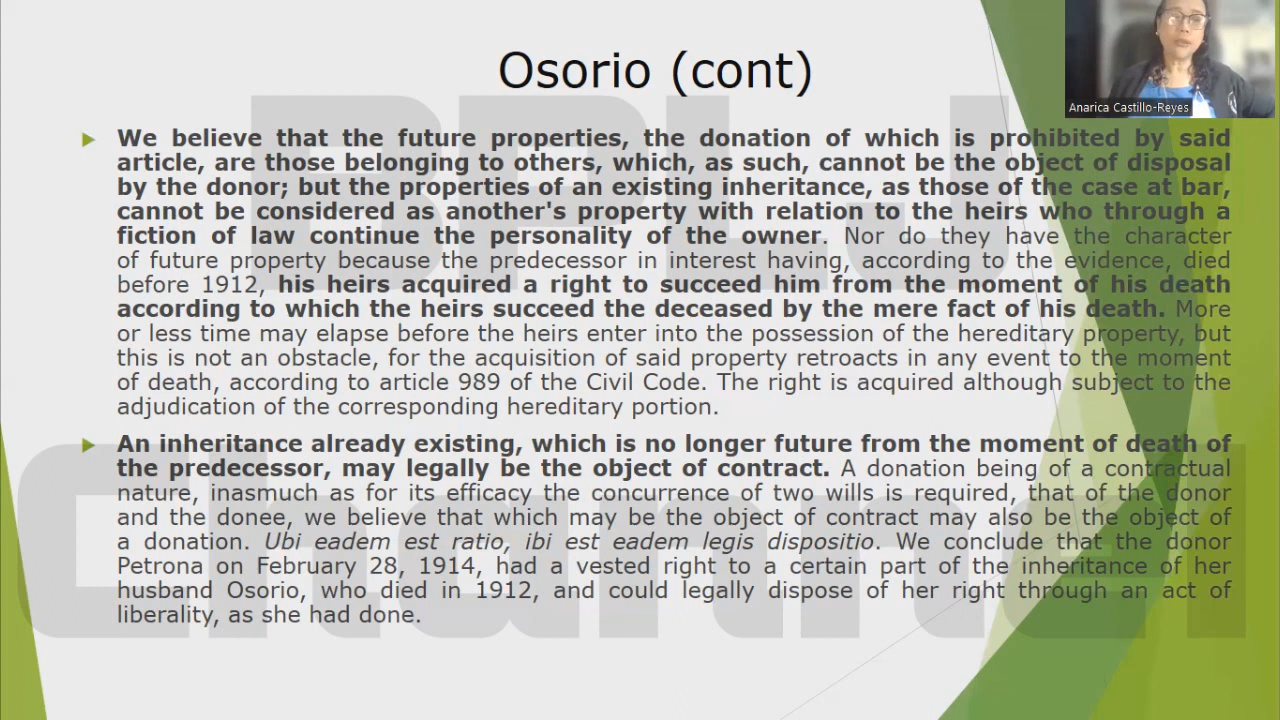 Osorio (cont)
Anarica Castillo-Reyes
We believe that the future properties, the donation of which is prohibited by said
article, are those belonging to others, which, as such, cannot be the object of disposal
by the donor; but the properties of an existing inheritance, as those of the case at bar,
cannot be considered as another's property with relation to the heirs who through a
fiction of law continue the personality of the owner. Nor do they have the character
of future property because the predecessor in interest having, according to the evidence, died
before 1912, his heirs acquired a right to succeed him from the moment of his death
according to which the heirs succeed the deceased by the mere fact of his death. More
or less time may elapse before the heirs enter into the possession of the hereditary property, but
this is not an obstacle, for the acquisition of said property retroacts in any event to the moment
of death, according to article 989 of the Civil Code. The right is acquired although subject to the
adjudication of the corresponding hereditary portion.
An inheritance already existing, which is no longer future from the moment of death of
the predecessor, may legally be the object of contract. A donation being of a contractual
nature, inasmuch as for its efficacy the concurrence of two wills is required, that of the donor
and the donee, we believe that which may be the object of contract may also be the object of
a donation. Ubi eadem est ratio, ibi est eadem legis dispositio. We conclude that the donor
Petrona on February 28, 1914, had a vested right to a certain part of the inheritance of her
husband Osorio, who died in 1912, and could legally dispose of her right through an act of
liberality, as she had done.
BPLJ
Channel